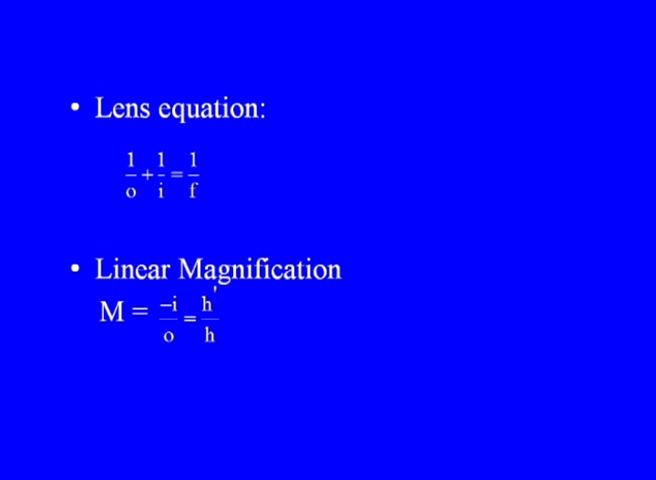 • Lens equation:
1/o + 1/i = 1/f
• Linear Magnification
M = –i/o = h'/h